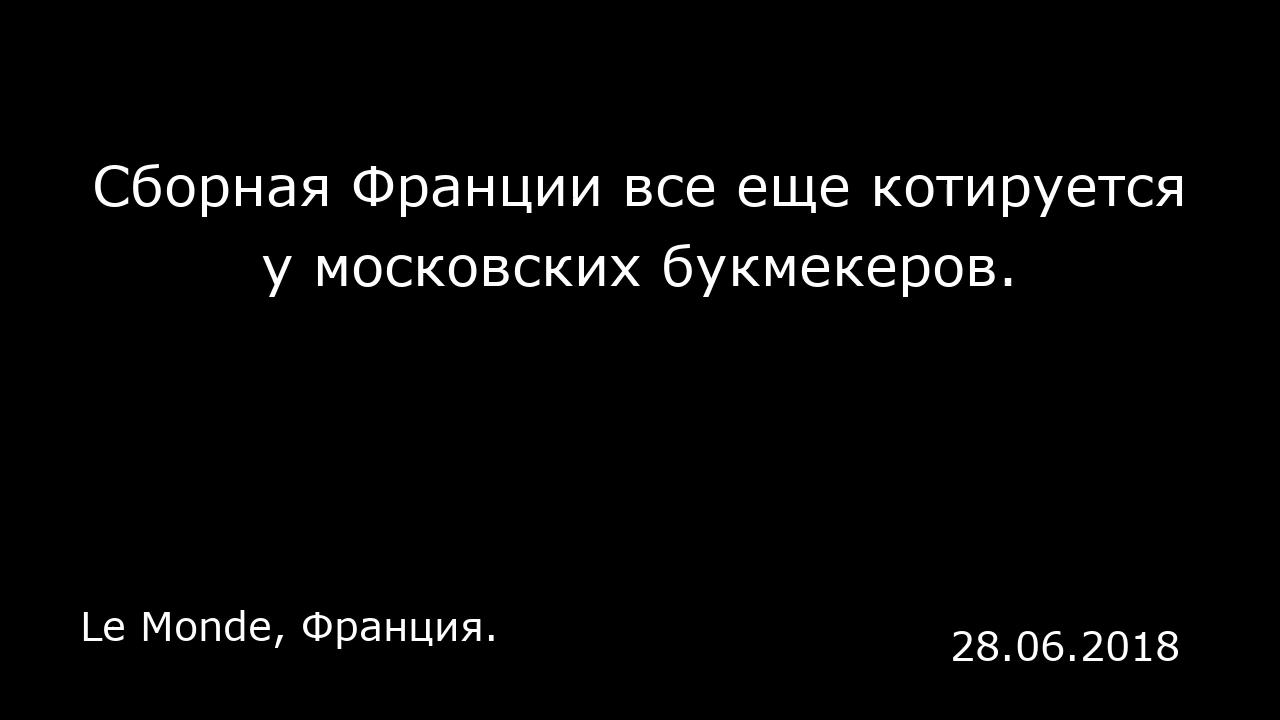 Сборная Франции все еще котируется
у московских букмекеров.
Le Monde, Франция.
28.06.2018